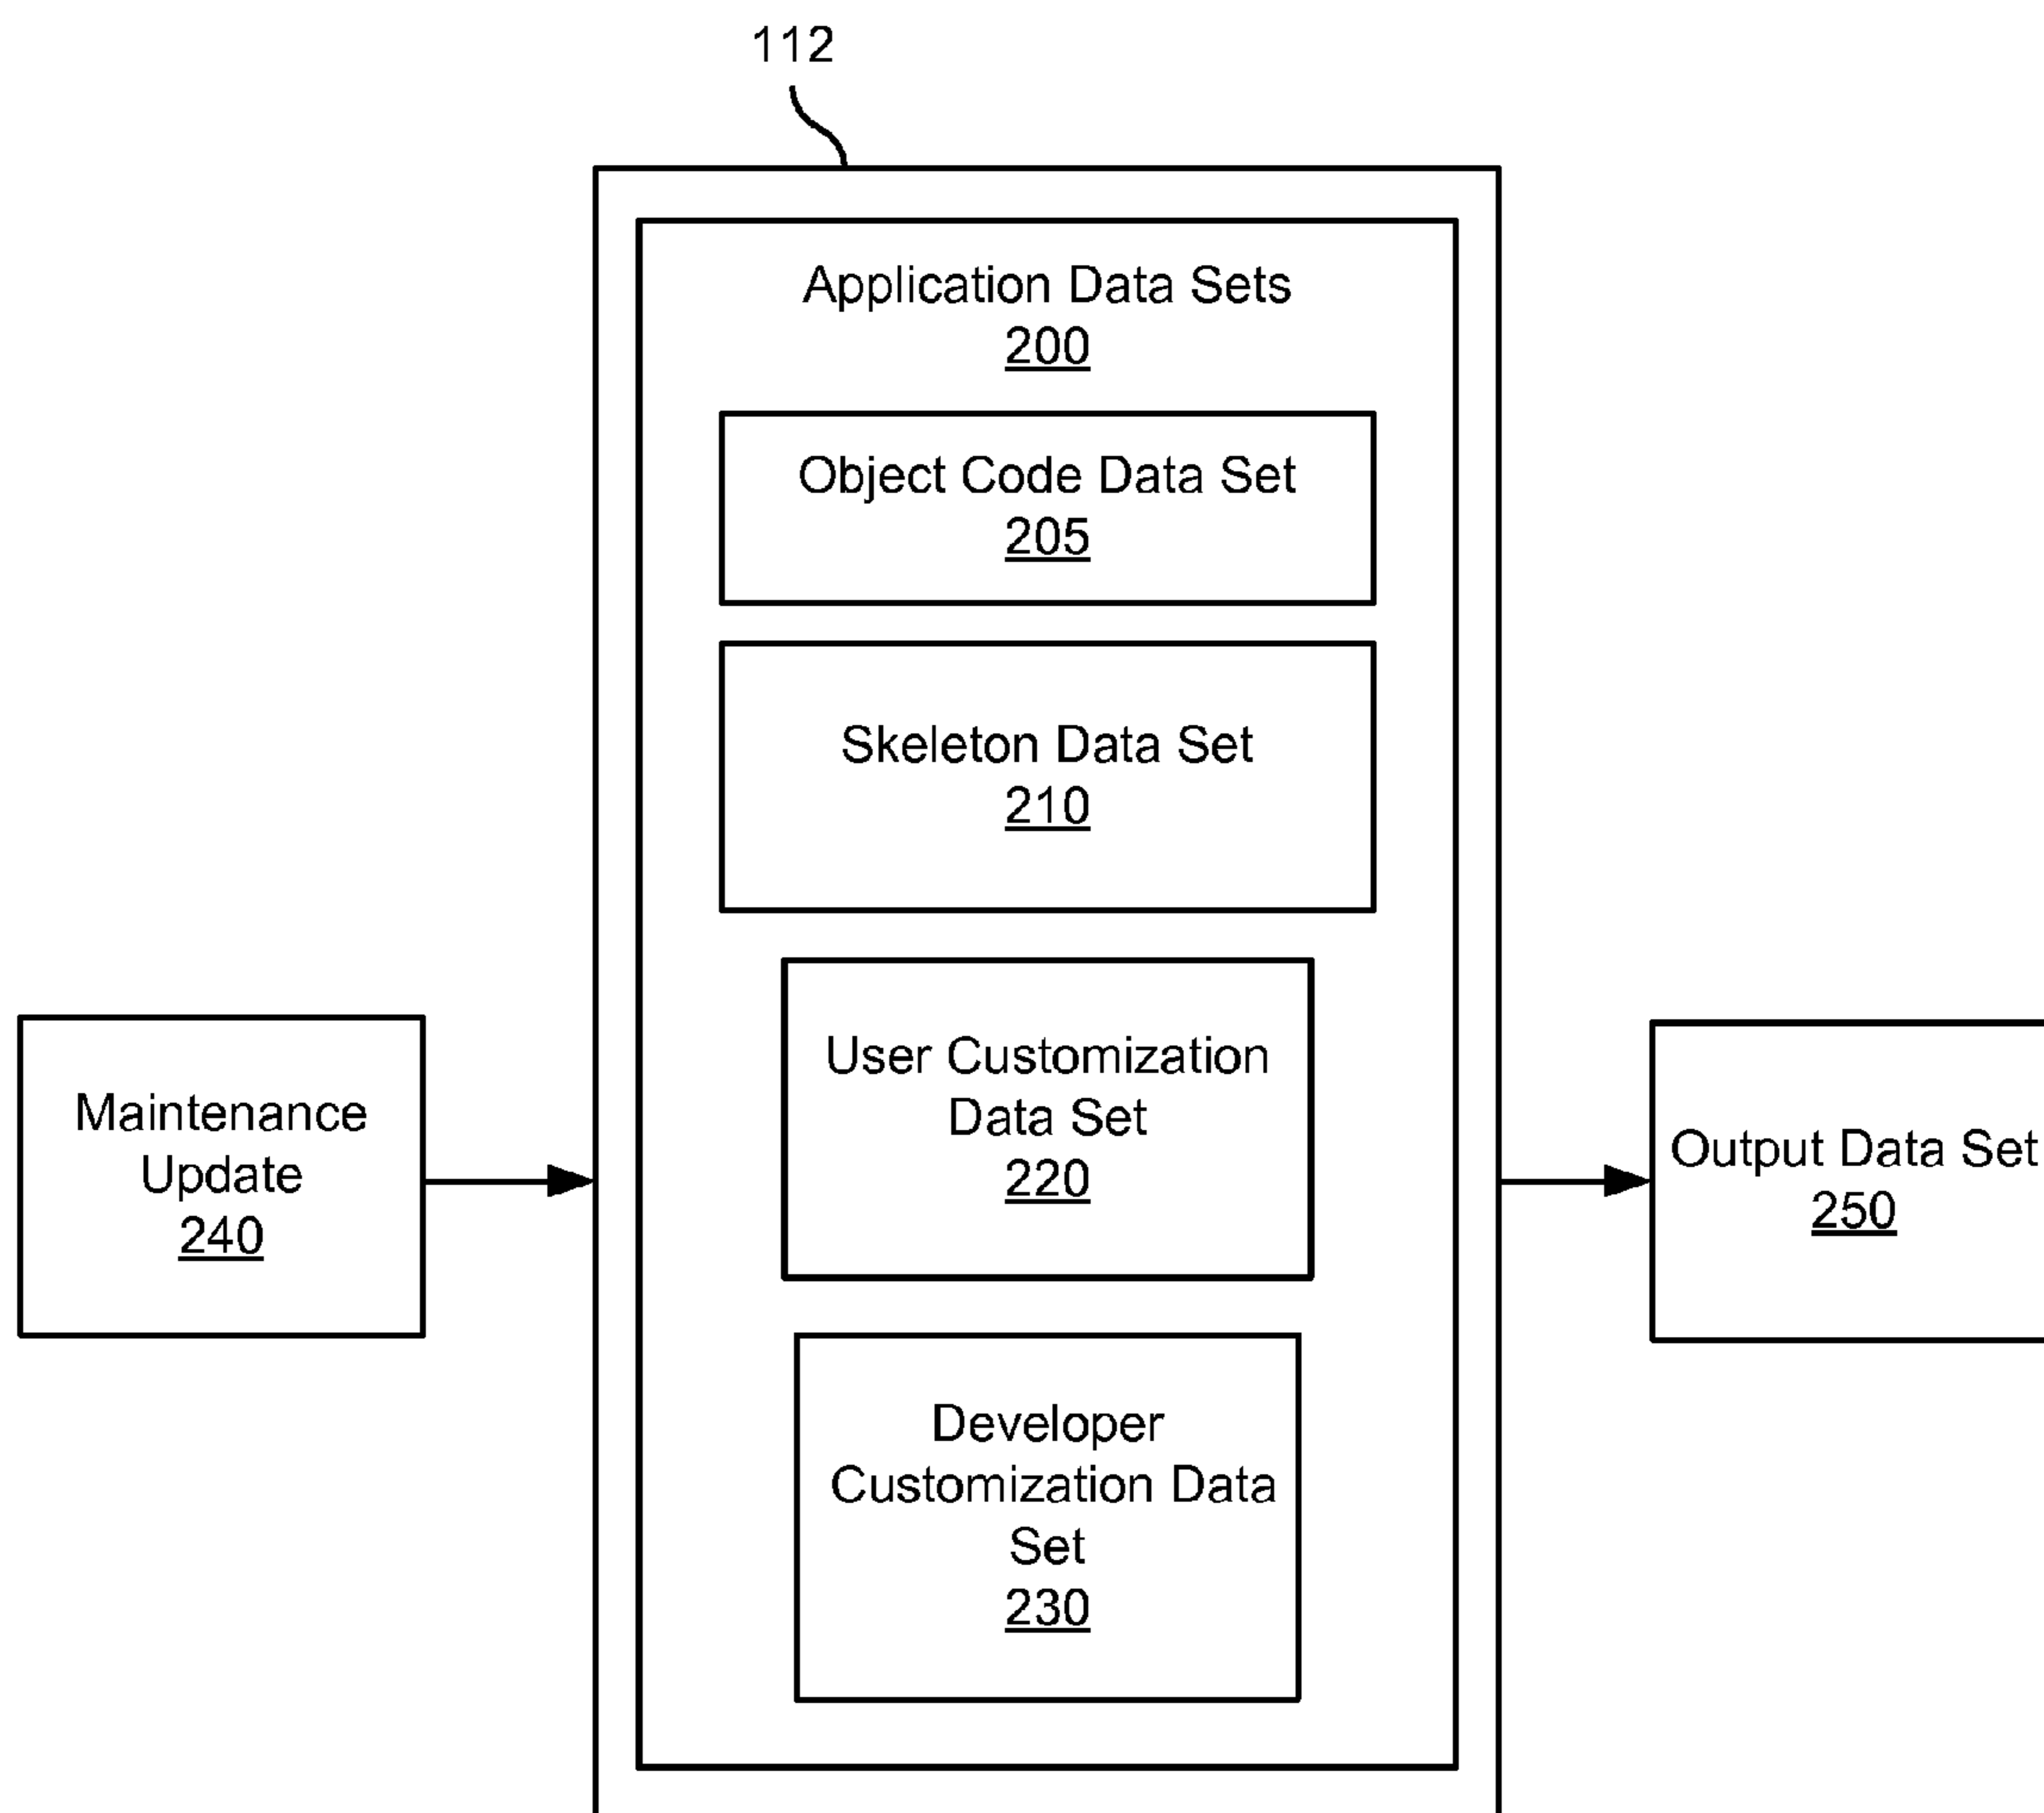 112
Application Data Sets
200
Object Code Data Set
205
Skeleton Data Set
210
User Customization
Data Set
220
Developer
Customization Data
Set
230
Maintenance
Update
240
Output Data Set
250